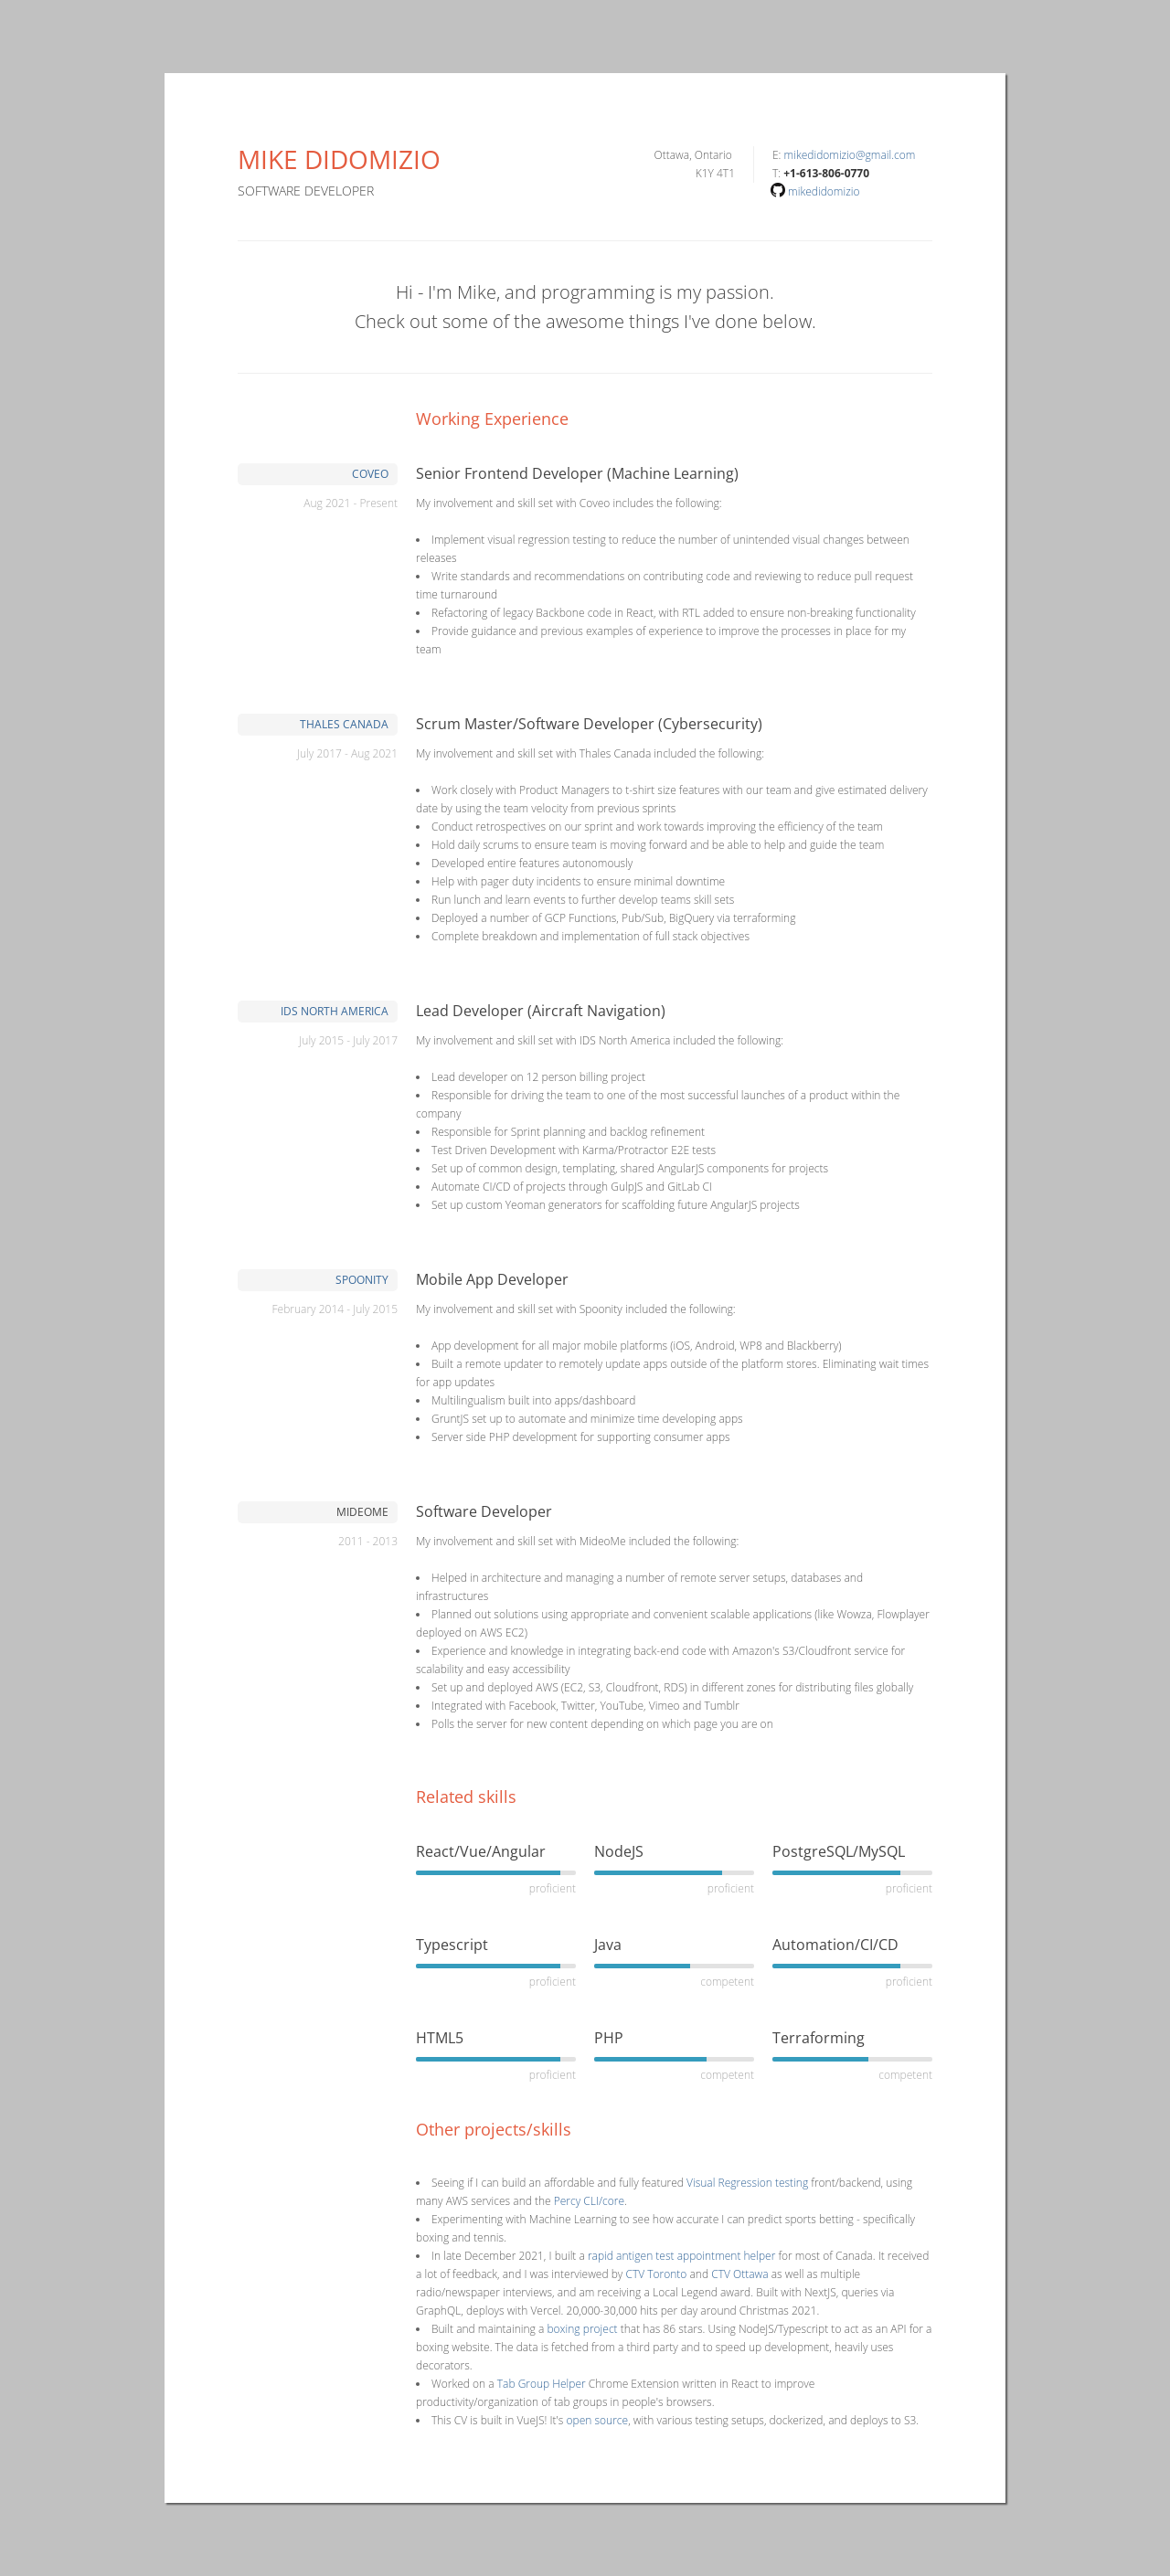 MIKE DIDOMIZIO
SOFTWARE DEVELOPER
Ottawa, Ontario
K1Y 4T1
E: mikedidomizio@gmail.com
T: +1-613-806-0770
mikedidomizio
Hi - I'm Mike, and programming is my passion.
Check out some of the awesome things I've done below.
Working Experience
COVEO
Aug 2021 - Present
Senior Frontend Developer (Machine Learning)
My involvement and skill set with Coveo includes the following:
• Implement visual regression testing to reduce the number of unintended visual changes between
releases
• Write standards and recommendations on contributing code and reviewing to reduce pull request
time turnaround
• Refactoring of legacy Backbone code in React, with RTL added to ensure non-breaking functionality
• Provide guidance and previous examples of experience to improve the processes in place for my
team
THALES CANADA
July 2017 - Aug 2021
Scrum Master/Software Developer (Cybersecurity)
My involvement and skill set with Thales Canada included the following:
• Work closely with Product Managers to t-shirt size features with our team and give estimated delivery
date by using the team velocity from previous sprints
• Conduct retrospectives on our sprint and work towards improving the efficiency of the team
• Hold daily scrums to ensure team is moving forward and be able to help and guide the team
• Developed entire features autonomously
• Help with pager duty incidents to ensure minimal downtime
• Run lunch and learn events to further develop teams skill sets
• Deployed a number of GCP Functions, Pub/Sub, BigQuery via terraforming
• Complete breakdown and implementation of full stack objectives
IDS NORTH AMERICA
July 2015 - July 2017
Lead Developer (Aircraft Navigation)
My involvement and skill set with IDS North America included the following:
• Lead developer on 12 person billing project
• Responsible for driving the team to one of the most successful launches of a product within the
company
• Responsible for Sprint planning and backlog refinement
• Test Driven Development with Karma/Protractor E2E tests
• Set up of common design, templating, shared AngularJS components for projects
• Automate CI/CD of projects through GulpJS and GitLab CI
• Set up custom Yeoman generators for scaffolding future AngularJS projects
SPOONITY
February 2014 - July 2015
Mobile App Developer
My involvement and skill set with Spoonity included the following:
• App development for all major mobile platforms (iOS, Android, WP8 and Blackberry)
• Built a remote updater to remotely update apps outside of the platform stores. Eliminating wait times
for app updates
• Multilingualism built into apps/dashboard
• GruntJS set up to automate and minimize time developing apps
• Server side PHP development for supporting consumer apps
MIDEOME
2011 - 2013
Software Developer
My involvement and skill set with MideoMe included the following:
• Helped in architecture and managing a number of remote server setups, databases and
infrastructures
• Planned out solutions using appropriate and convenient scalable applications (like Wowza, Flowplayer
deployed on AWS EC2)
• Experience and knowledge in integrating back-end code with Amazon's S3/Cloudfront service for
scalability and easy accessibility
• Set up and deployed AWS (EC2, S3, Cloudfront, RDS) in different zones for distributing files globally
• Integrated with Facebook, Twitter, YouTube, Vimeo and Tumblr
• Polls the server for new content depending on which page you are on
Related skills
React/Vue/Angular NodeJS PostgreSQL/MySQL
proficient proficient proficient
Typescript Java Automation/CI/CD
proficient competent proficient
HTML5 PHP Terraforming
proficient competent competent
Other projects/skills
• Seeing if I can build an affordable and fully featured Visual Regression testing front/backend, using
many AWS services and the Percy CLI/core.
• Experimenting with Machine Learning to see how accurate I can predict sports betting - specifically
boxing and tennis.
• In late December 2021, I built a rapid antigen test appointment helper for most of Canada. It received
a lot of feedback, and I was interviewed by CTV Toronto and CTV Ottawa as well as multiple
radio/newspaper interviews, and am receiving a Local Legend award. Built with NextJS, queries via
GraphQL, deploys with Vercel. 20,000-30,000 hits per day around Christmas 2021.
• Built and maintaining a boxing project that has 86 stars. Using NodeJS/Typescript to act as an API for a
boxing website. The data is fetched from a third party and to speed up development, heavily uses
decorators.
• Worked on a Tab Group Helper Chrome Extension written in React to improve
productivity/organization of tab groups in people's browsers.
• This CV is built in VueJS! It's open source, with various testing setups, dockerized, and deploys to S3.